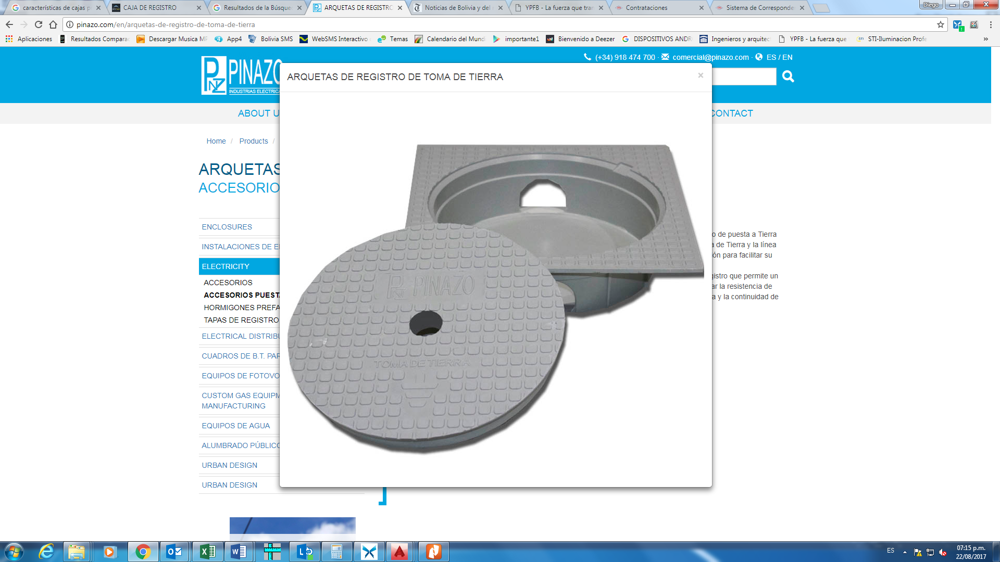 características de cajas p
CAJA DE REGISTRO
Resultados de la Búsque
ARQUETAS DE REGISTRO
Noticias de Bolivia y del
YPFB - La fuerza que tran
Contrataciones
Sistema de Corresponde
Diego
pinazo.com/en/arquetas-de-registro-de-toma-de-tierra
Aplicaciones
Resultados Compara
Descargar Musica MP
App4
Bolivia SMS
WebSMS Interactivo
Temas
Calendario del Mund
importante1
Bienvenido a Deezer
DISPOSITIVOS ANDR
Ingenieros y arquitec
YPFB - La fuerza que
STI-Iluminacion Profe
»
(+34) 918 474 700 · comercial@pinazo.com · ES / EN
PNZ PINAZO
INDUSTRIAS ELECTRICA
ARQUETAS DE REGISTRO DE TOMA DE TIERRA
×
ABOUT U
CONTACT
Home / Products /
ARQUETAS
ACCESORIO
ENCLOSURES
INSTALACIONES DE E
ELECTRICITY
ACCESORIOS
ACCESORIOS PUEST
HORMIGONES PREFA
TAPAS DE REGISTRO
ELECTRICAL DISTRIBU
CUADROS DE B.T. PAR
EQUIPOS DE FOTOVO
CUSTOM GAS EQUIPM
MANUFACTURING
EQUIPOS DE AGUA
ALUMBRADO PÚBLICO
URBAN DESIGN
URBAN DESIGN
o de puesta a Tierra
a de Tierra y la línea
ón para facilitar su
gistro que permite un
ar la resistencia de
a y la continuidad de
PNZ PINAZO
TOMA DE TIERRA
ES
07:15 p.m.
22/08/2017